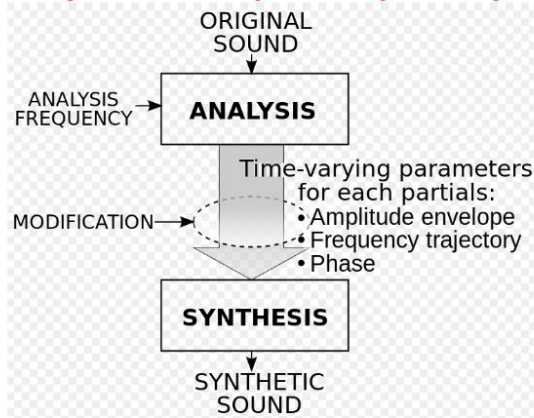 ORIGINAL
SOUND
ANALYSIS
FREQUENCY
ANALYSIS
Time-varying parameters
for each partials:
• Amplitude envelope
MODIFICATION
• Frequency trajectory
• Phase
SYNTHESIS
SYNTHETIC
SOUND